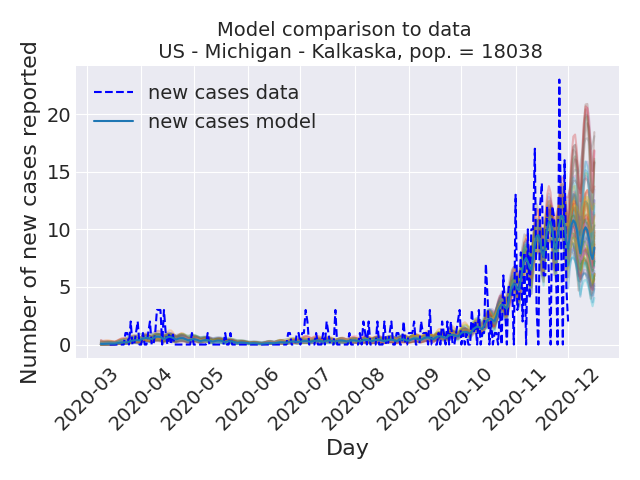 Model comparison to data
US - Michigan - Kalkaska, pop. = 18038
Number of new cases reported
20
15
10
5
0
new cases data
new cases model
2020-03
2020-04
2020-05
2020-06
2020-07
2020-08
2020-09
2020-10
2020-11
2020-12
Day